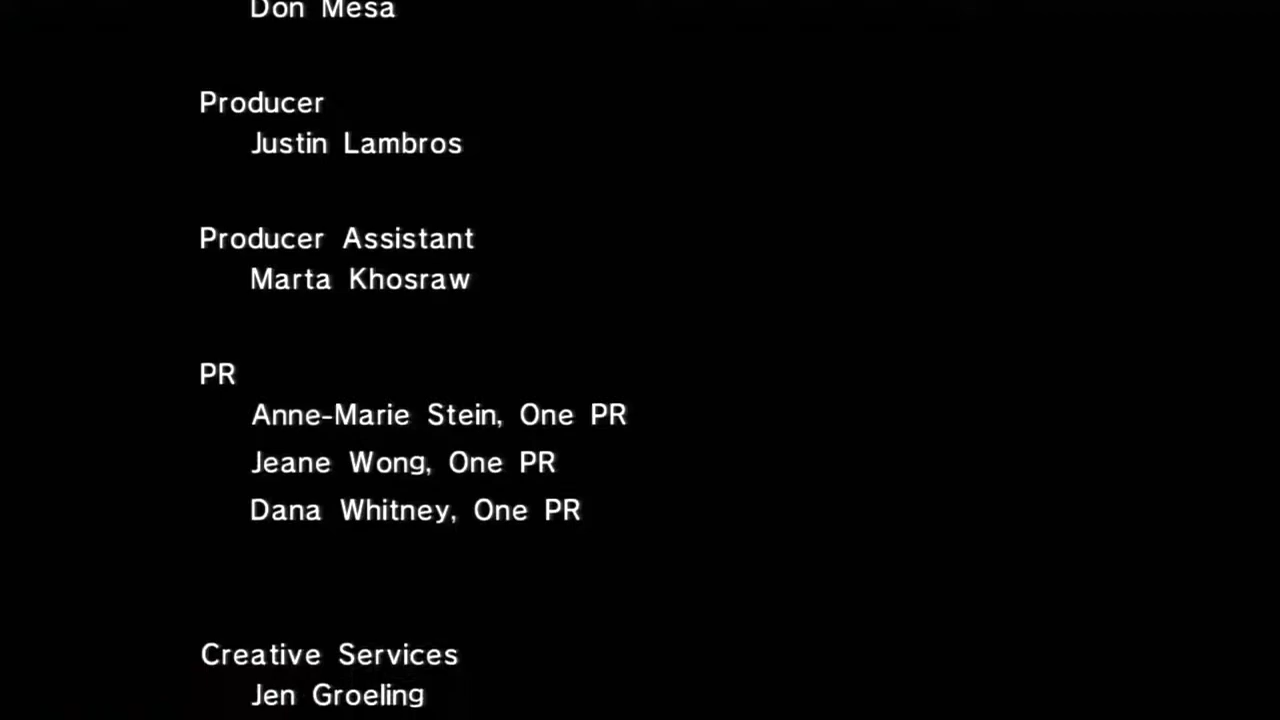 Don Mesa
Producer
Justin Lambros
Producer Assistant
Marta Khosraw
PR
Anne-Marie Stein, One PR
Jeane Wong, One PR
Dana Whitney, One PR
Creative Services
Jen Groeling